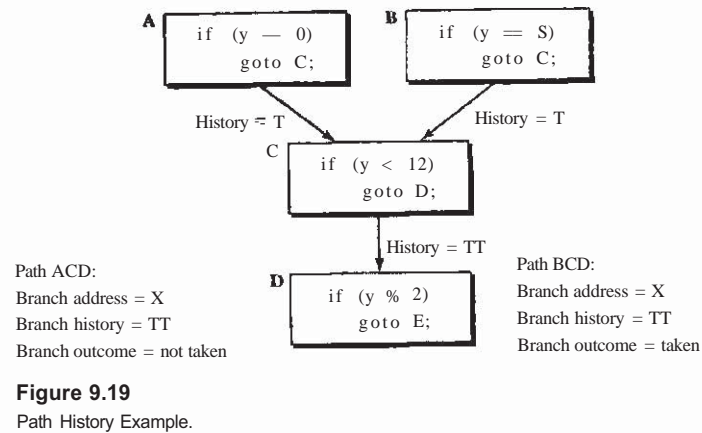 A
if (y — 0)
goto C;
B
if (y == S)
goto C;
History = T
History = T
C
if (y < 12)
goto D;
History = TT
D
if (y % 2)
goto E;
Path ACD:
Branch address = X
Branch history = TT
Branch outcome = not taken
Path BCD:
Branch address = X
Branch history = TT
Branch outcome = taken
Figure 9.19
Path History Example.